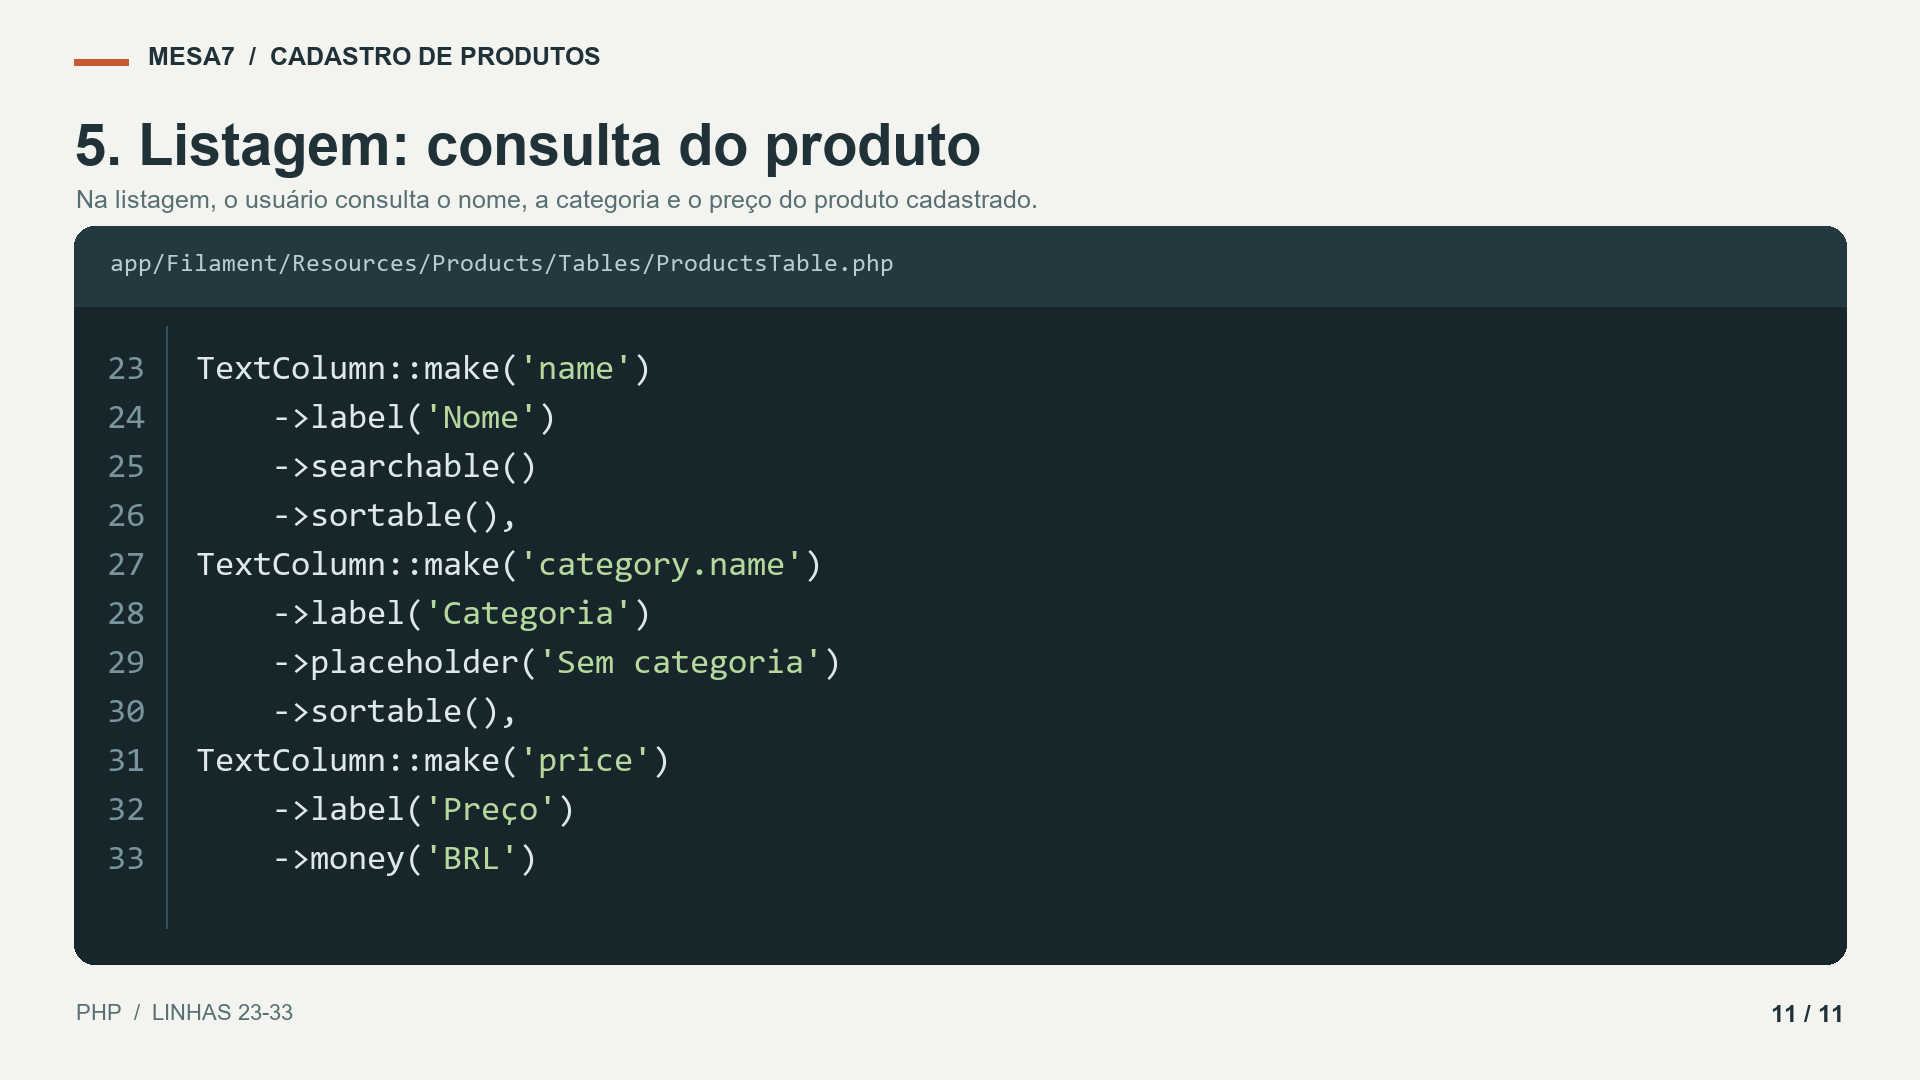 MESA7 / CADASTRO DE PRODUTOS
5. Listagem: consulta do produto
Na listagem, o usuário consulta o nome, a categoria e o preço do produto cadastrado.
app/Filament/Resources/Products/Tables/ProductsTable.php
23 TextColumn::make('name')
24     ->label('Nome')
25     ->searchable()
26     ->sortable(),
27 TextColumn::make('category.name')
28     ->label('Categoria')
29     ->placeholder('Sem categoria')
30     ->sortable(),
31 TextColumn::make('price')
32     ->label('Preço')
33     ->money('BRL')
PHP / LINHAS 23-33
11 / 11